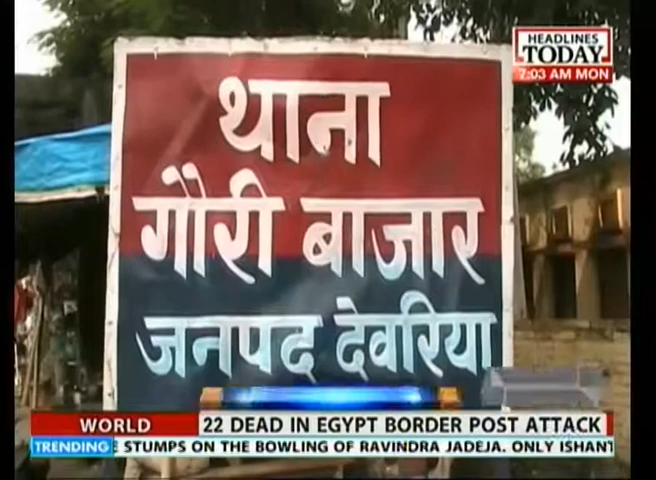 HEADLINES
TODAY
7:03 AM MON
थाना
गौरी बाजार
जनपद देवरिया
WORLD 22 DEAD IN EGYPT BORDER POST ATTACK
TRENDING STUMPS ON THE BOWLING OF RAVINDRA JADEJA. ONLY ISHANT